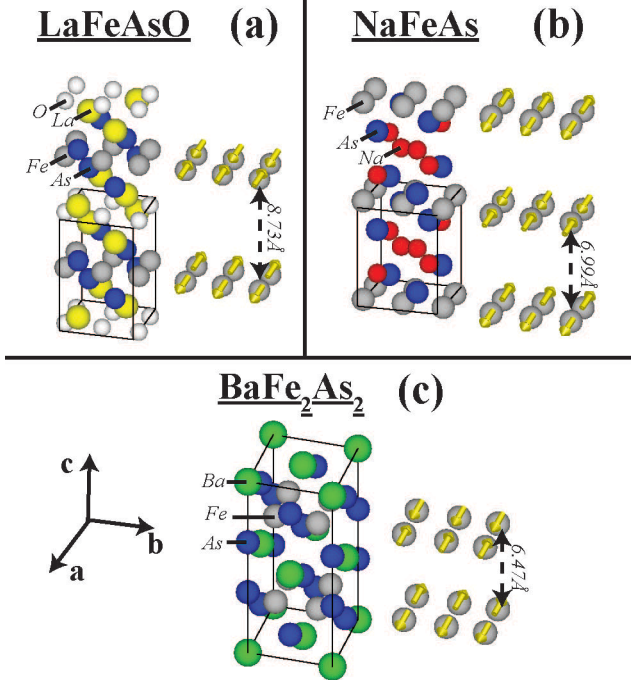 LaFeAsO (a)
O
La
Fe
As
8.73Å
NaFeAs (b)
Fe
As
Na
6.99Å
BaFe2As2 (c)
Ba
Fe
As
6.47Å
c
b
a